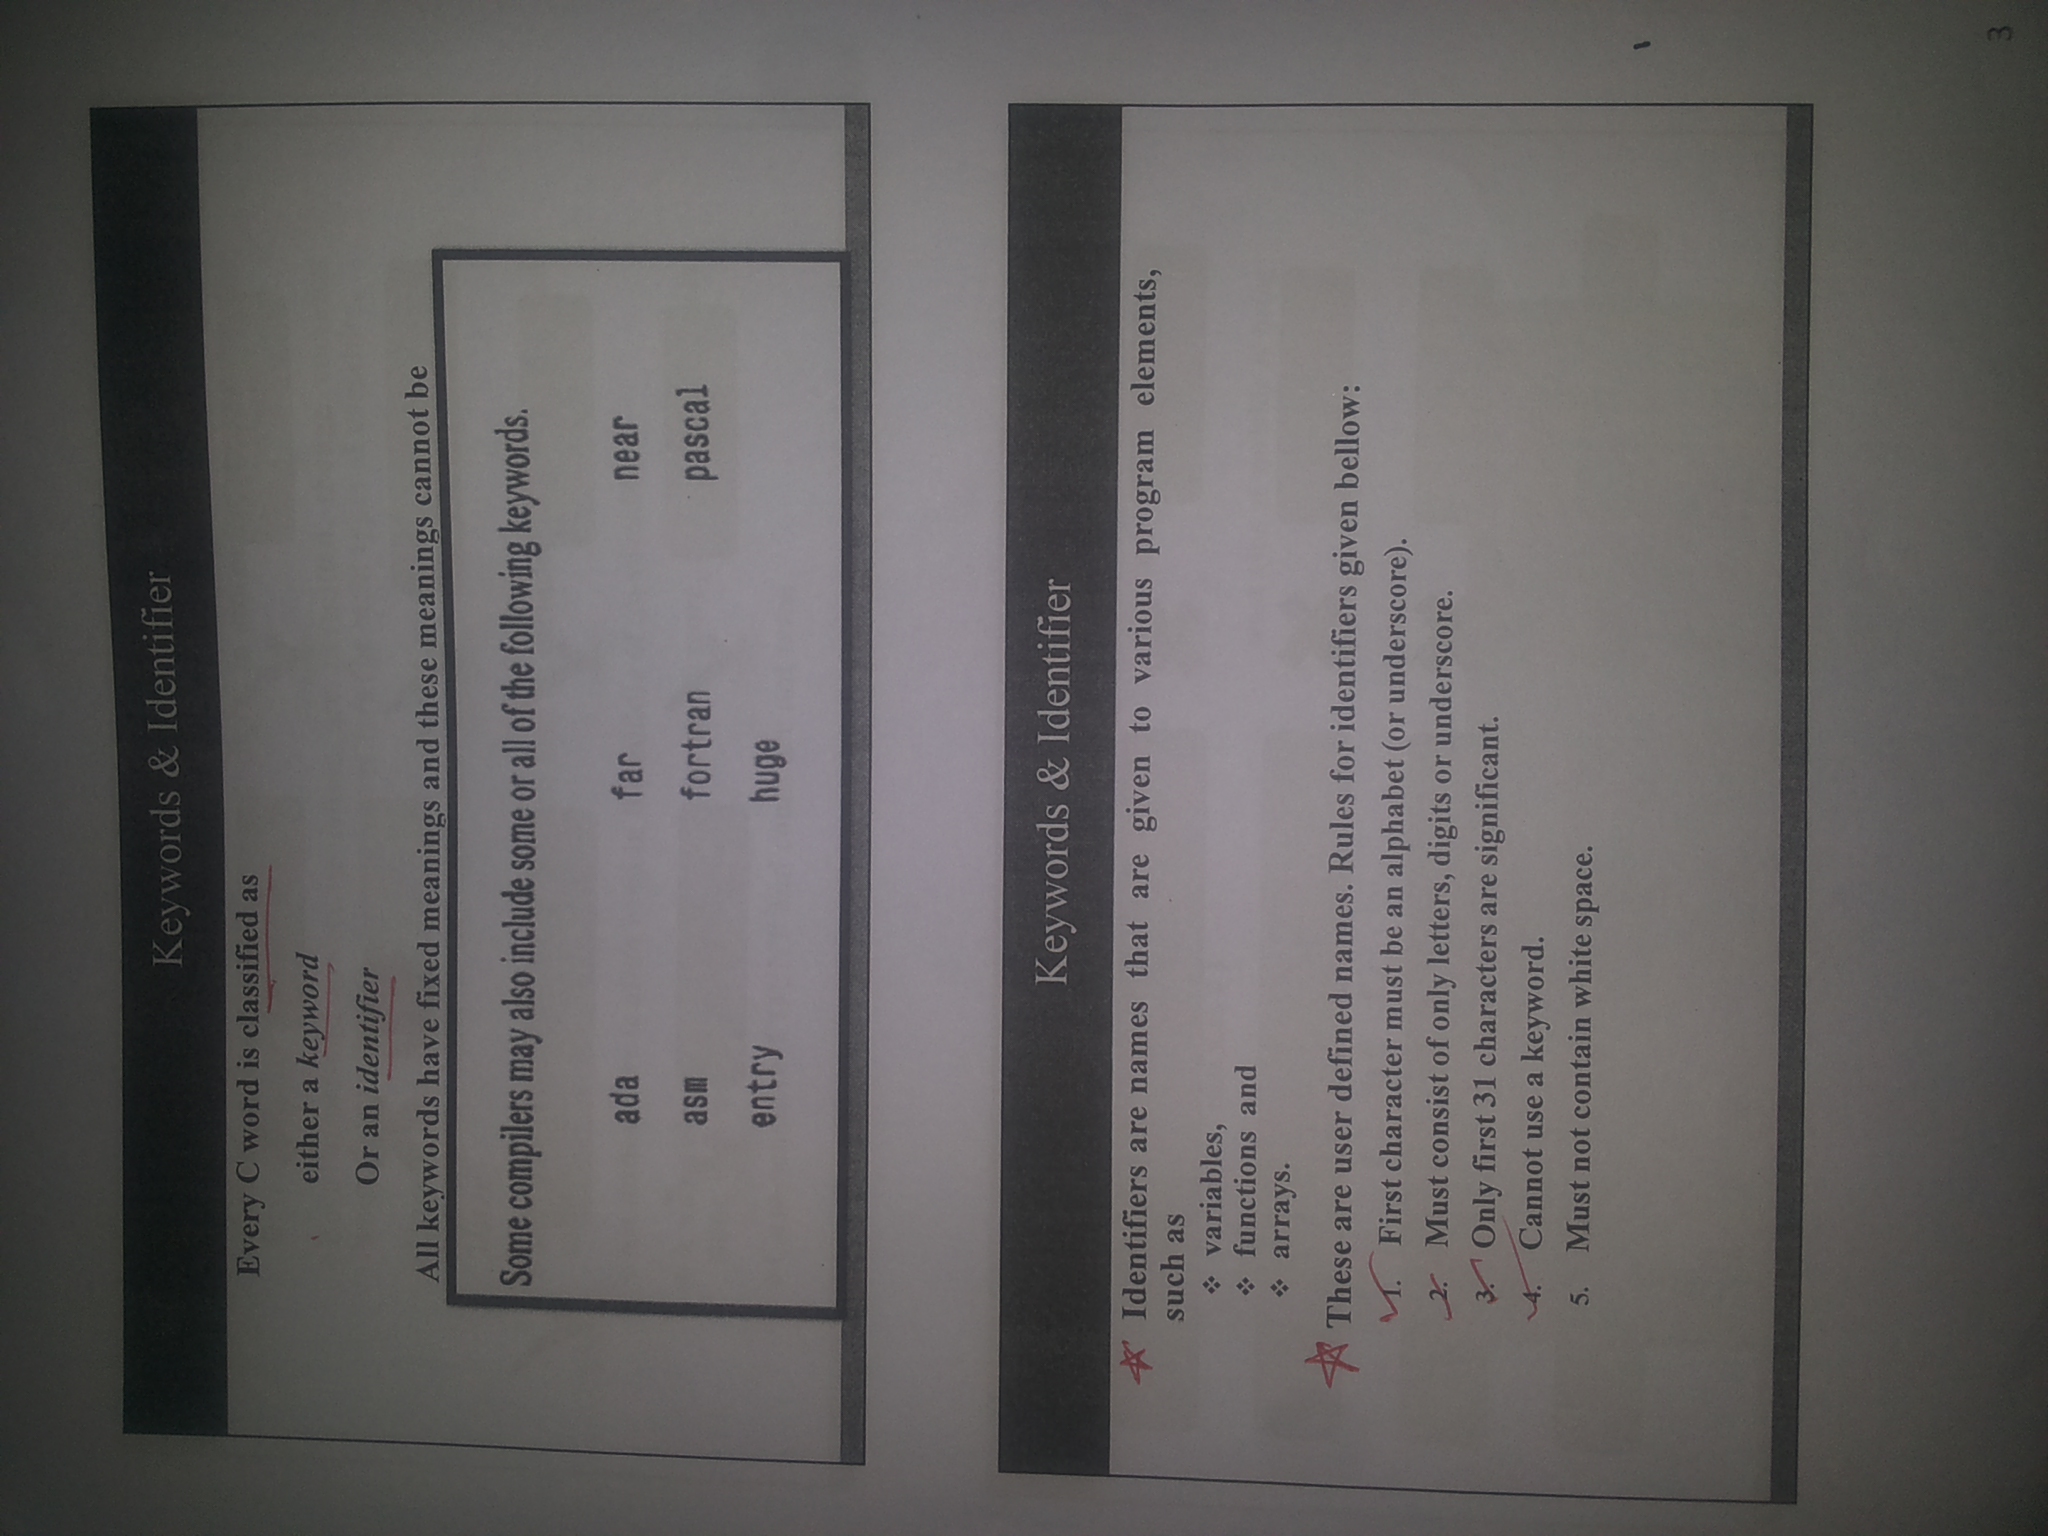 Keywords & Identifier
Every C word is classified as
either a keyword
Or an identifier
All keywords have fixed meanings and these meanings cannot be
Some compilers may also include some or all of the following keywords.
ada far near
asm fortran pascal
entry huge
Keywords & Identifier
Identifiers are names that are given to various program elements,
such as
❖ variables,
❖ functions and
❖ arrays.
These are user defined names. Rules for identifiers given bellow:
1. First character must be an alphabet (or underscore).
2. Must consist of only letters, digits or underscore.
3. Only first 31 characters are significant.
4. Cannot use a keyword.
5. Must not contain white space.
3